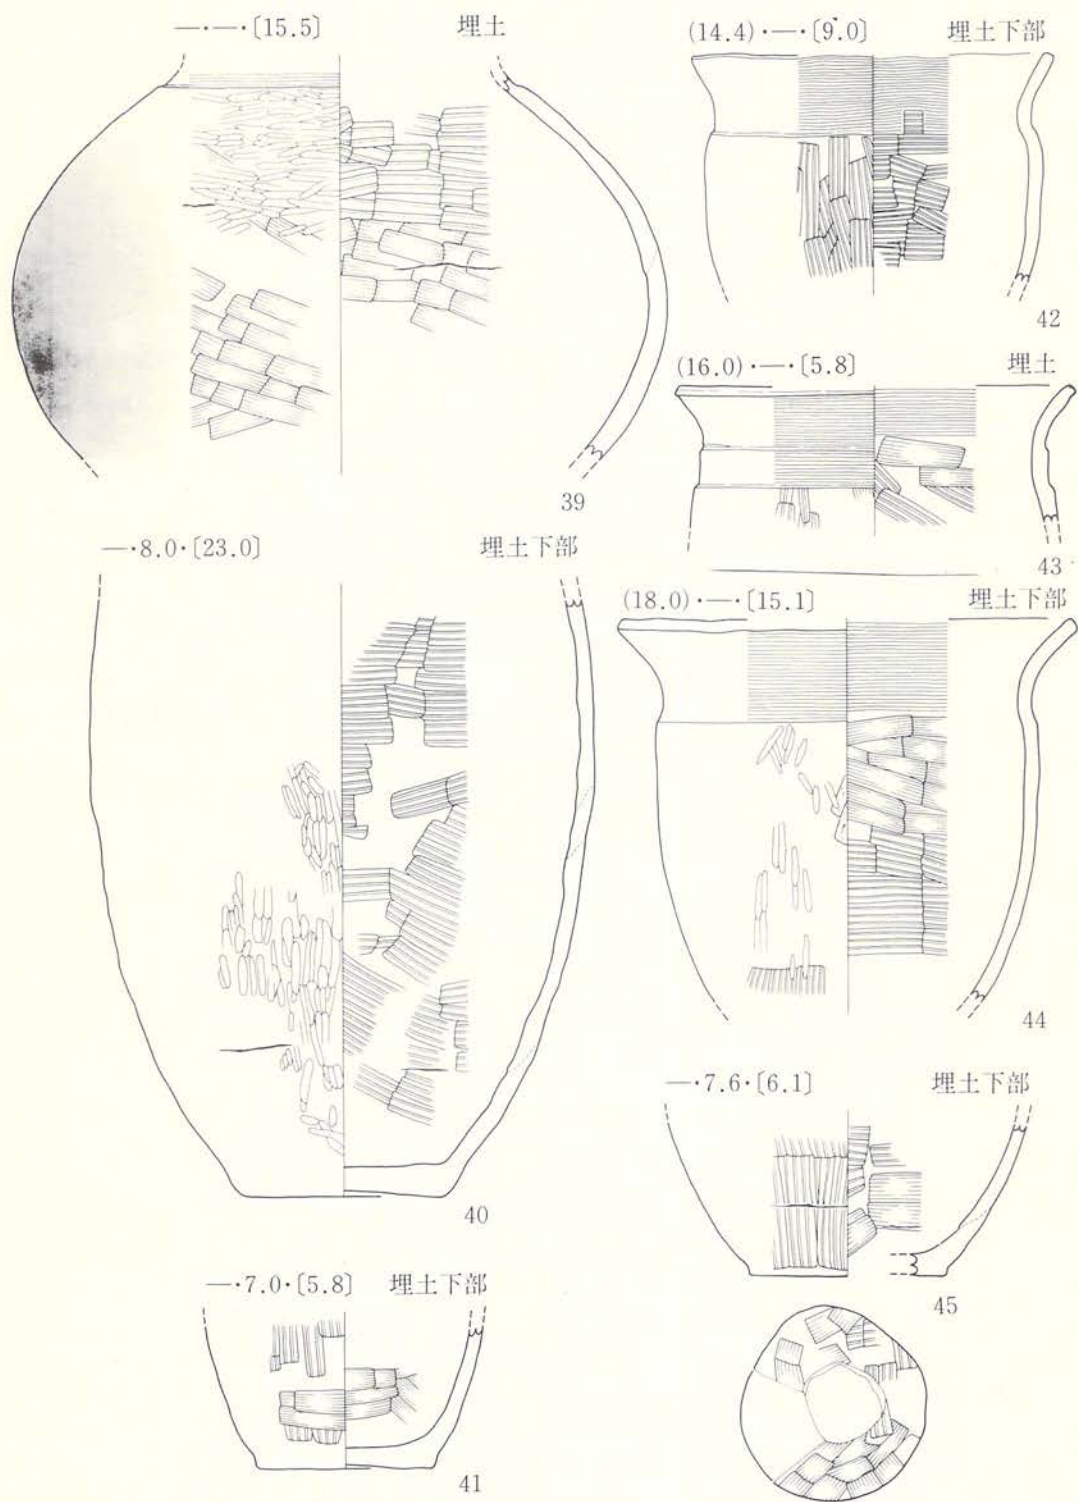 —・—・〔15.5〕 埋土
39
—・8.0・〔23.0〕 埋土下部
40
—・7.0・〔5.8〕 埋土下部
41
(14.4)・—・〔9.0〕 埋土下部
42
(16.0)・—・〔5.8〕 埋土
43
(18.0)・—・〔15.1〕 埋土下部
44
—・7.6・〔6.1〕 埋土下部
45